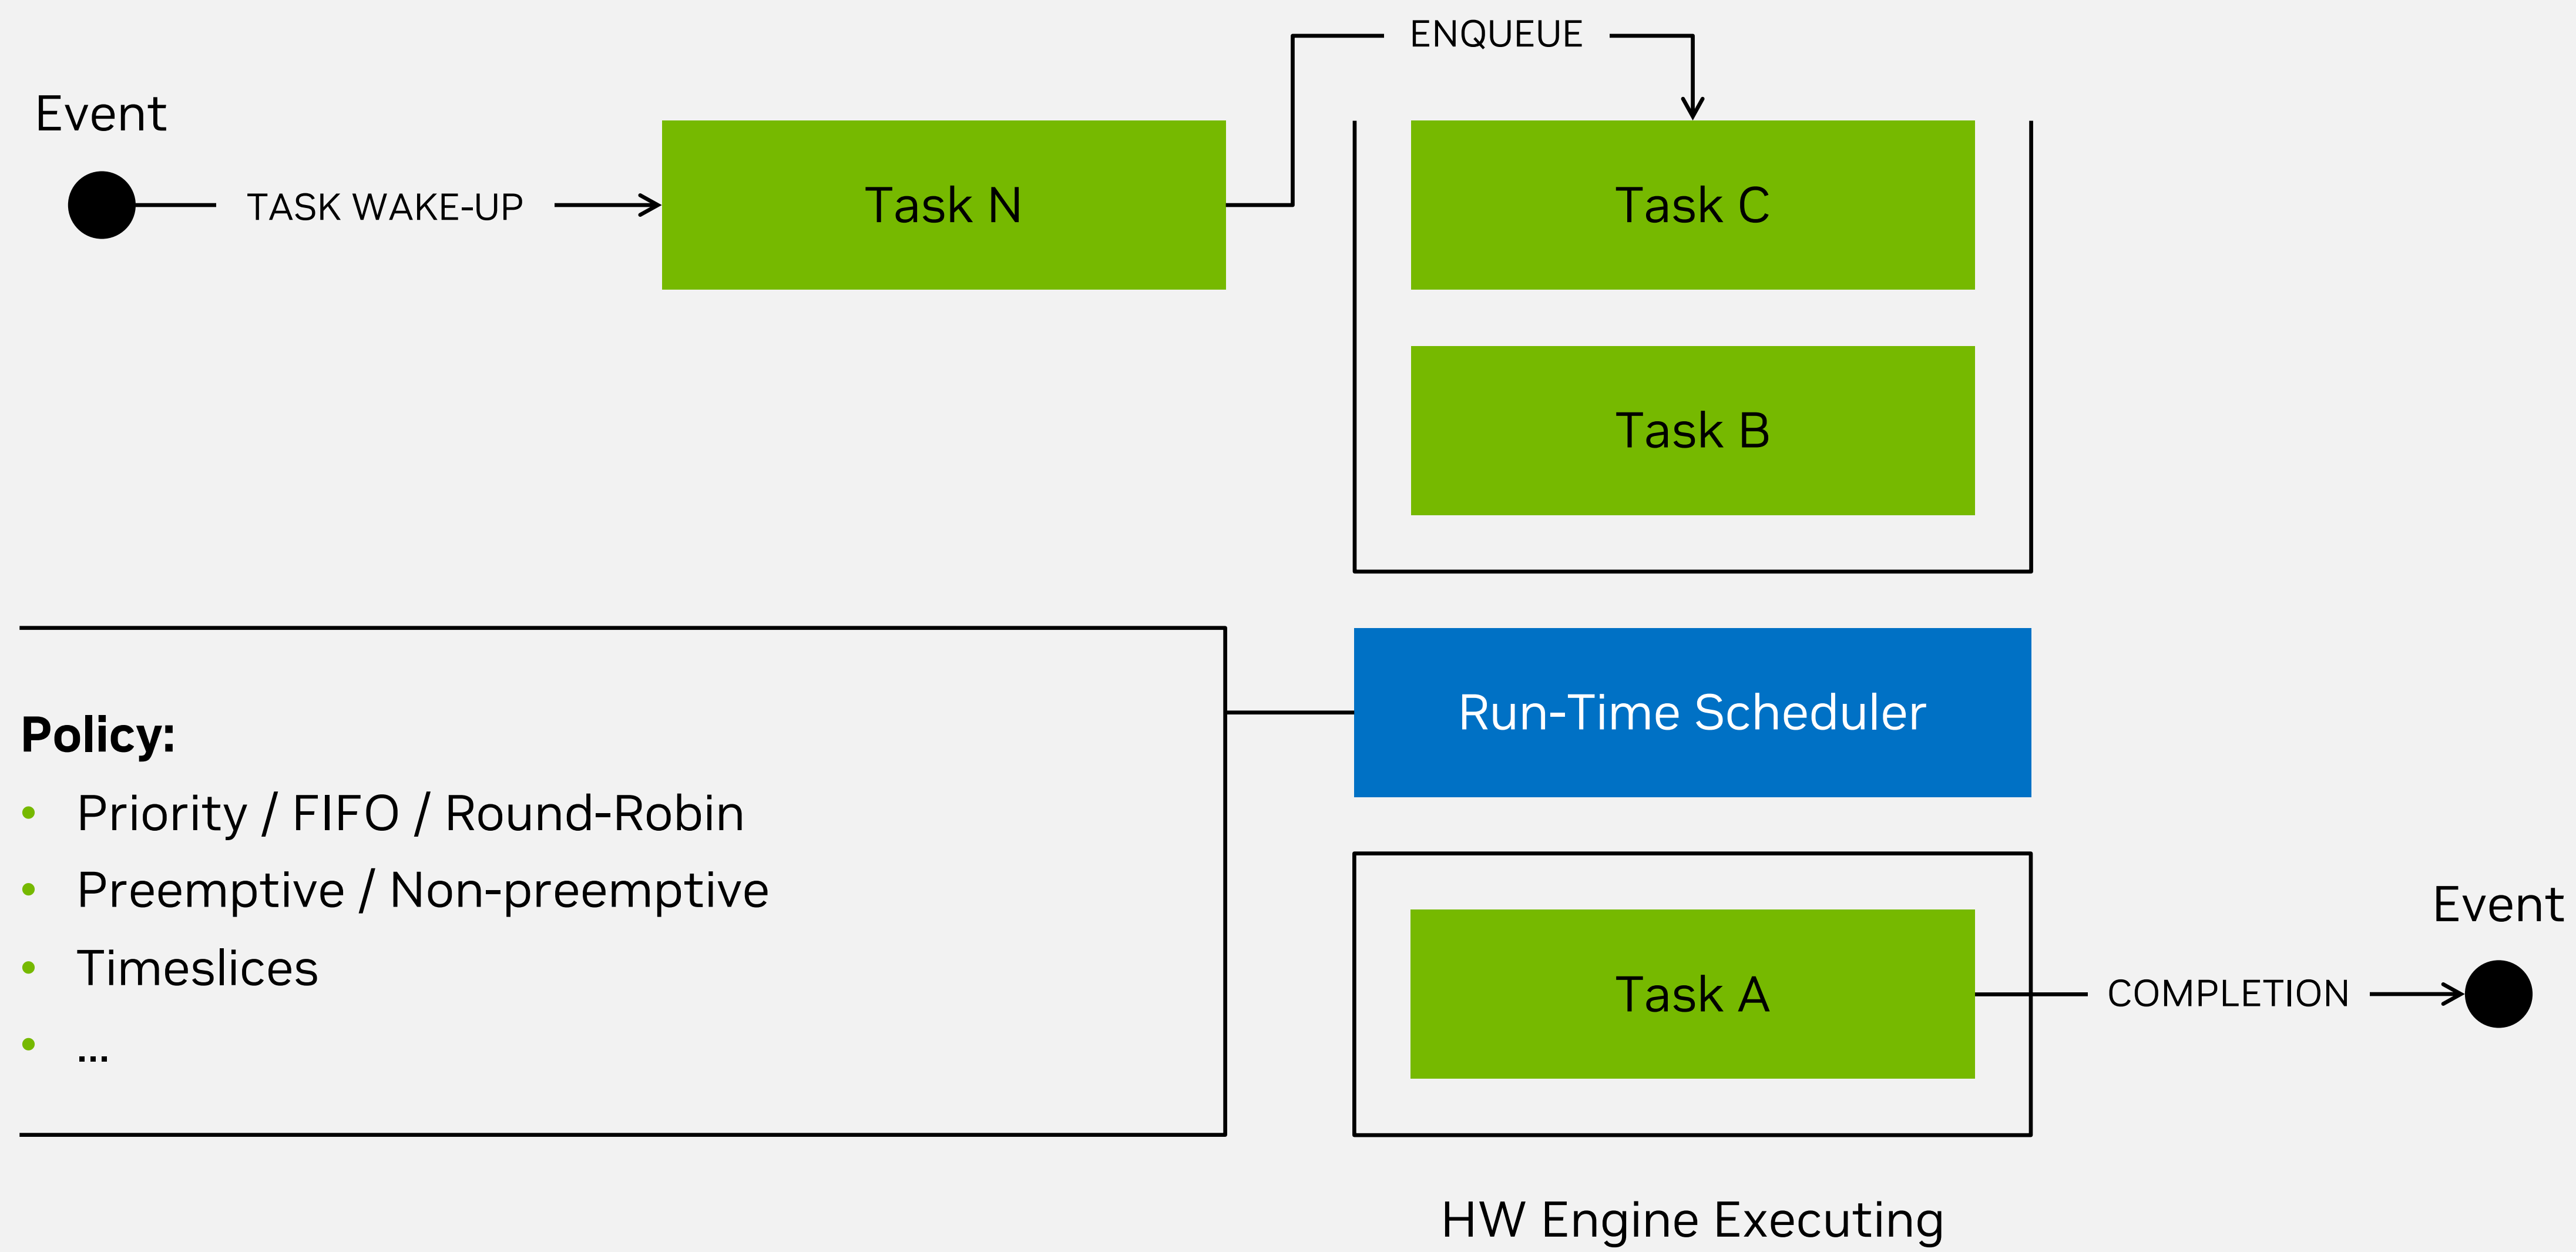 ENQUEUE
Event
TASK WAKE-UP
Task N
Task C
Task B
Run-Time Scheduler
Policy:
• Priority / FIFO / Round-Robin
• Preemptive / Non-preemptive
• Timeslices
• ...
Task A
Event
COMPLETION
HW Engine Executing